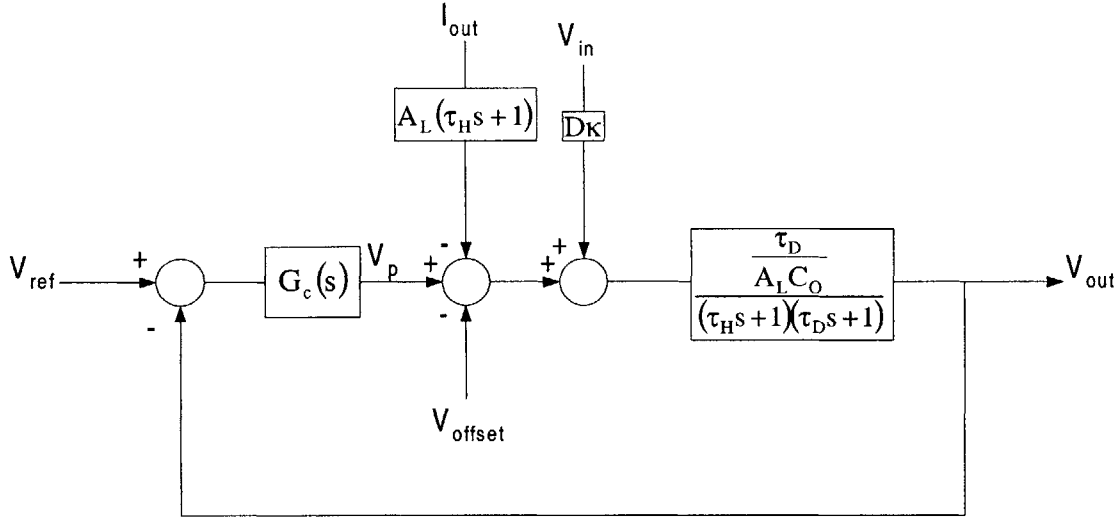 I_out
V_in
A_L(τ_H s + 1)
Dκ
V_ref
+
-
G_c(s)
V_p
+
-
-
+
+
τ_D
A_L C_O
(τ_H s + 1)(τ_D s + 1)
V_out
V_offset